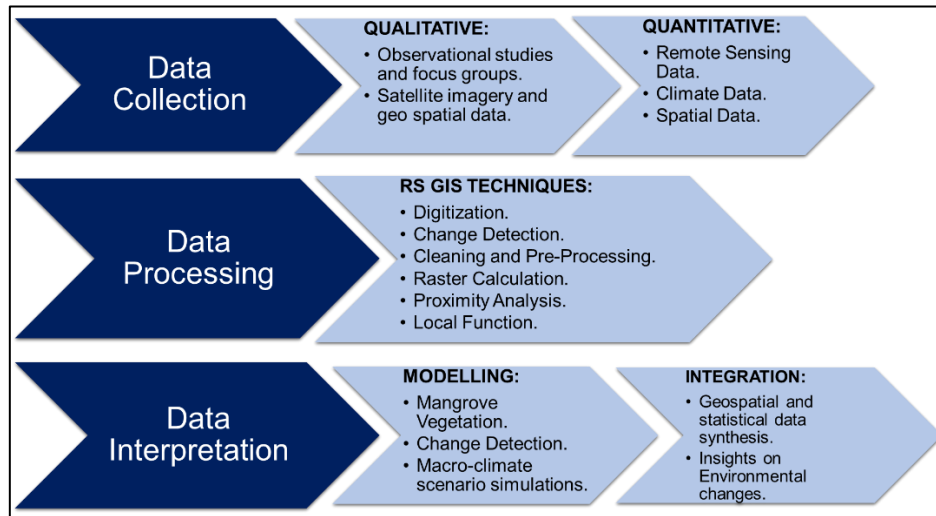 Data
Collection
QUALITATIVE:
• Observational studies
and focus groups.
• Satellite imagery and
geo spatial data.
QUANTITATIVE:
• Remote Sensing
Data.
• Climate Data.
• Spatial Data.
Data
Processing
RS GIS TECHNIQUES:
• Digitization.
• Change Detection.
• Cleaning and Pre-Processing.
• Raster Calculation.
• Proximity Analysis.
• Local Function.
Data
Interpretation
MODELLING:
• Mangrove
Vegetation.
• Change Detection.
• Macro-climate
scenario simulations.
INTEGRATION:
• Geospatial and
statistical data
synthesis.
• Insights on
Environmental
changes.